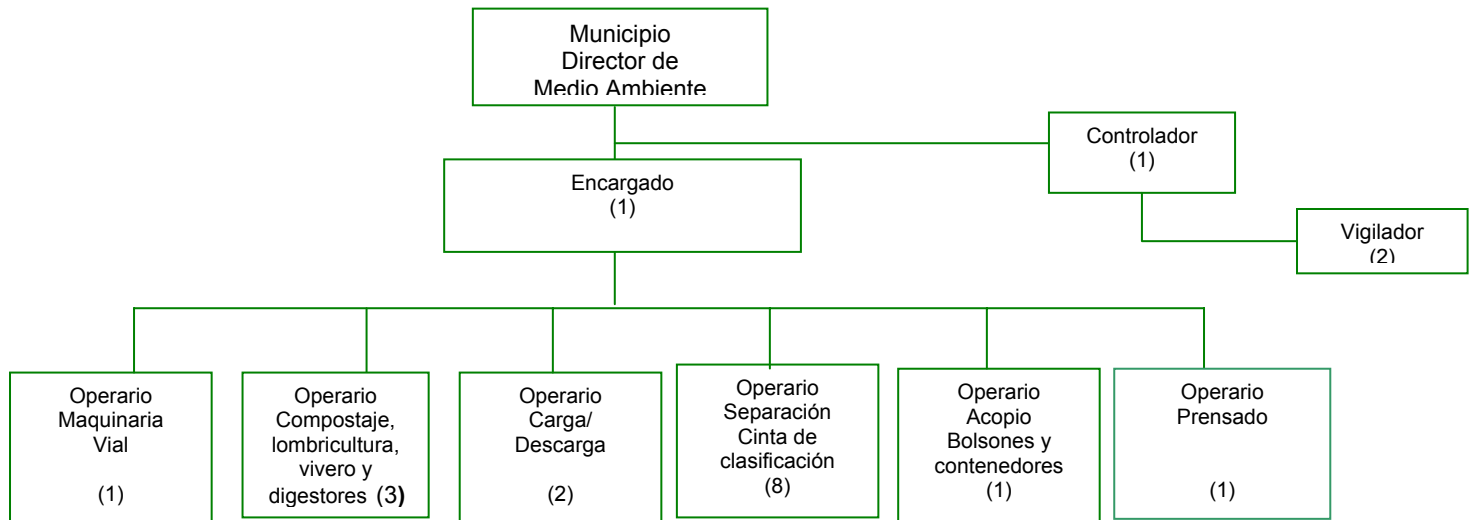 Municipio
Director de
Medio Ambiente
Controlador
(1)
Encargado
(1)
Vigilador
(2)
Operario
Maquinaria
Vial
(1)
Operario
Compostaje,
lombricultura,
vivero y
digestores (3)
Operario
Carga/
Descarga
(2)
Operario
Separación
Cinta de
clasificación
(8)
Operario
Acopio
Bolsones y
contenedores
(1)
Operario
Prensado
(1)